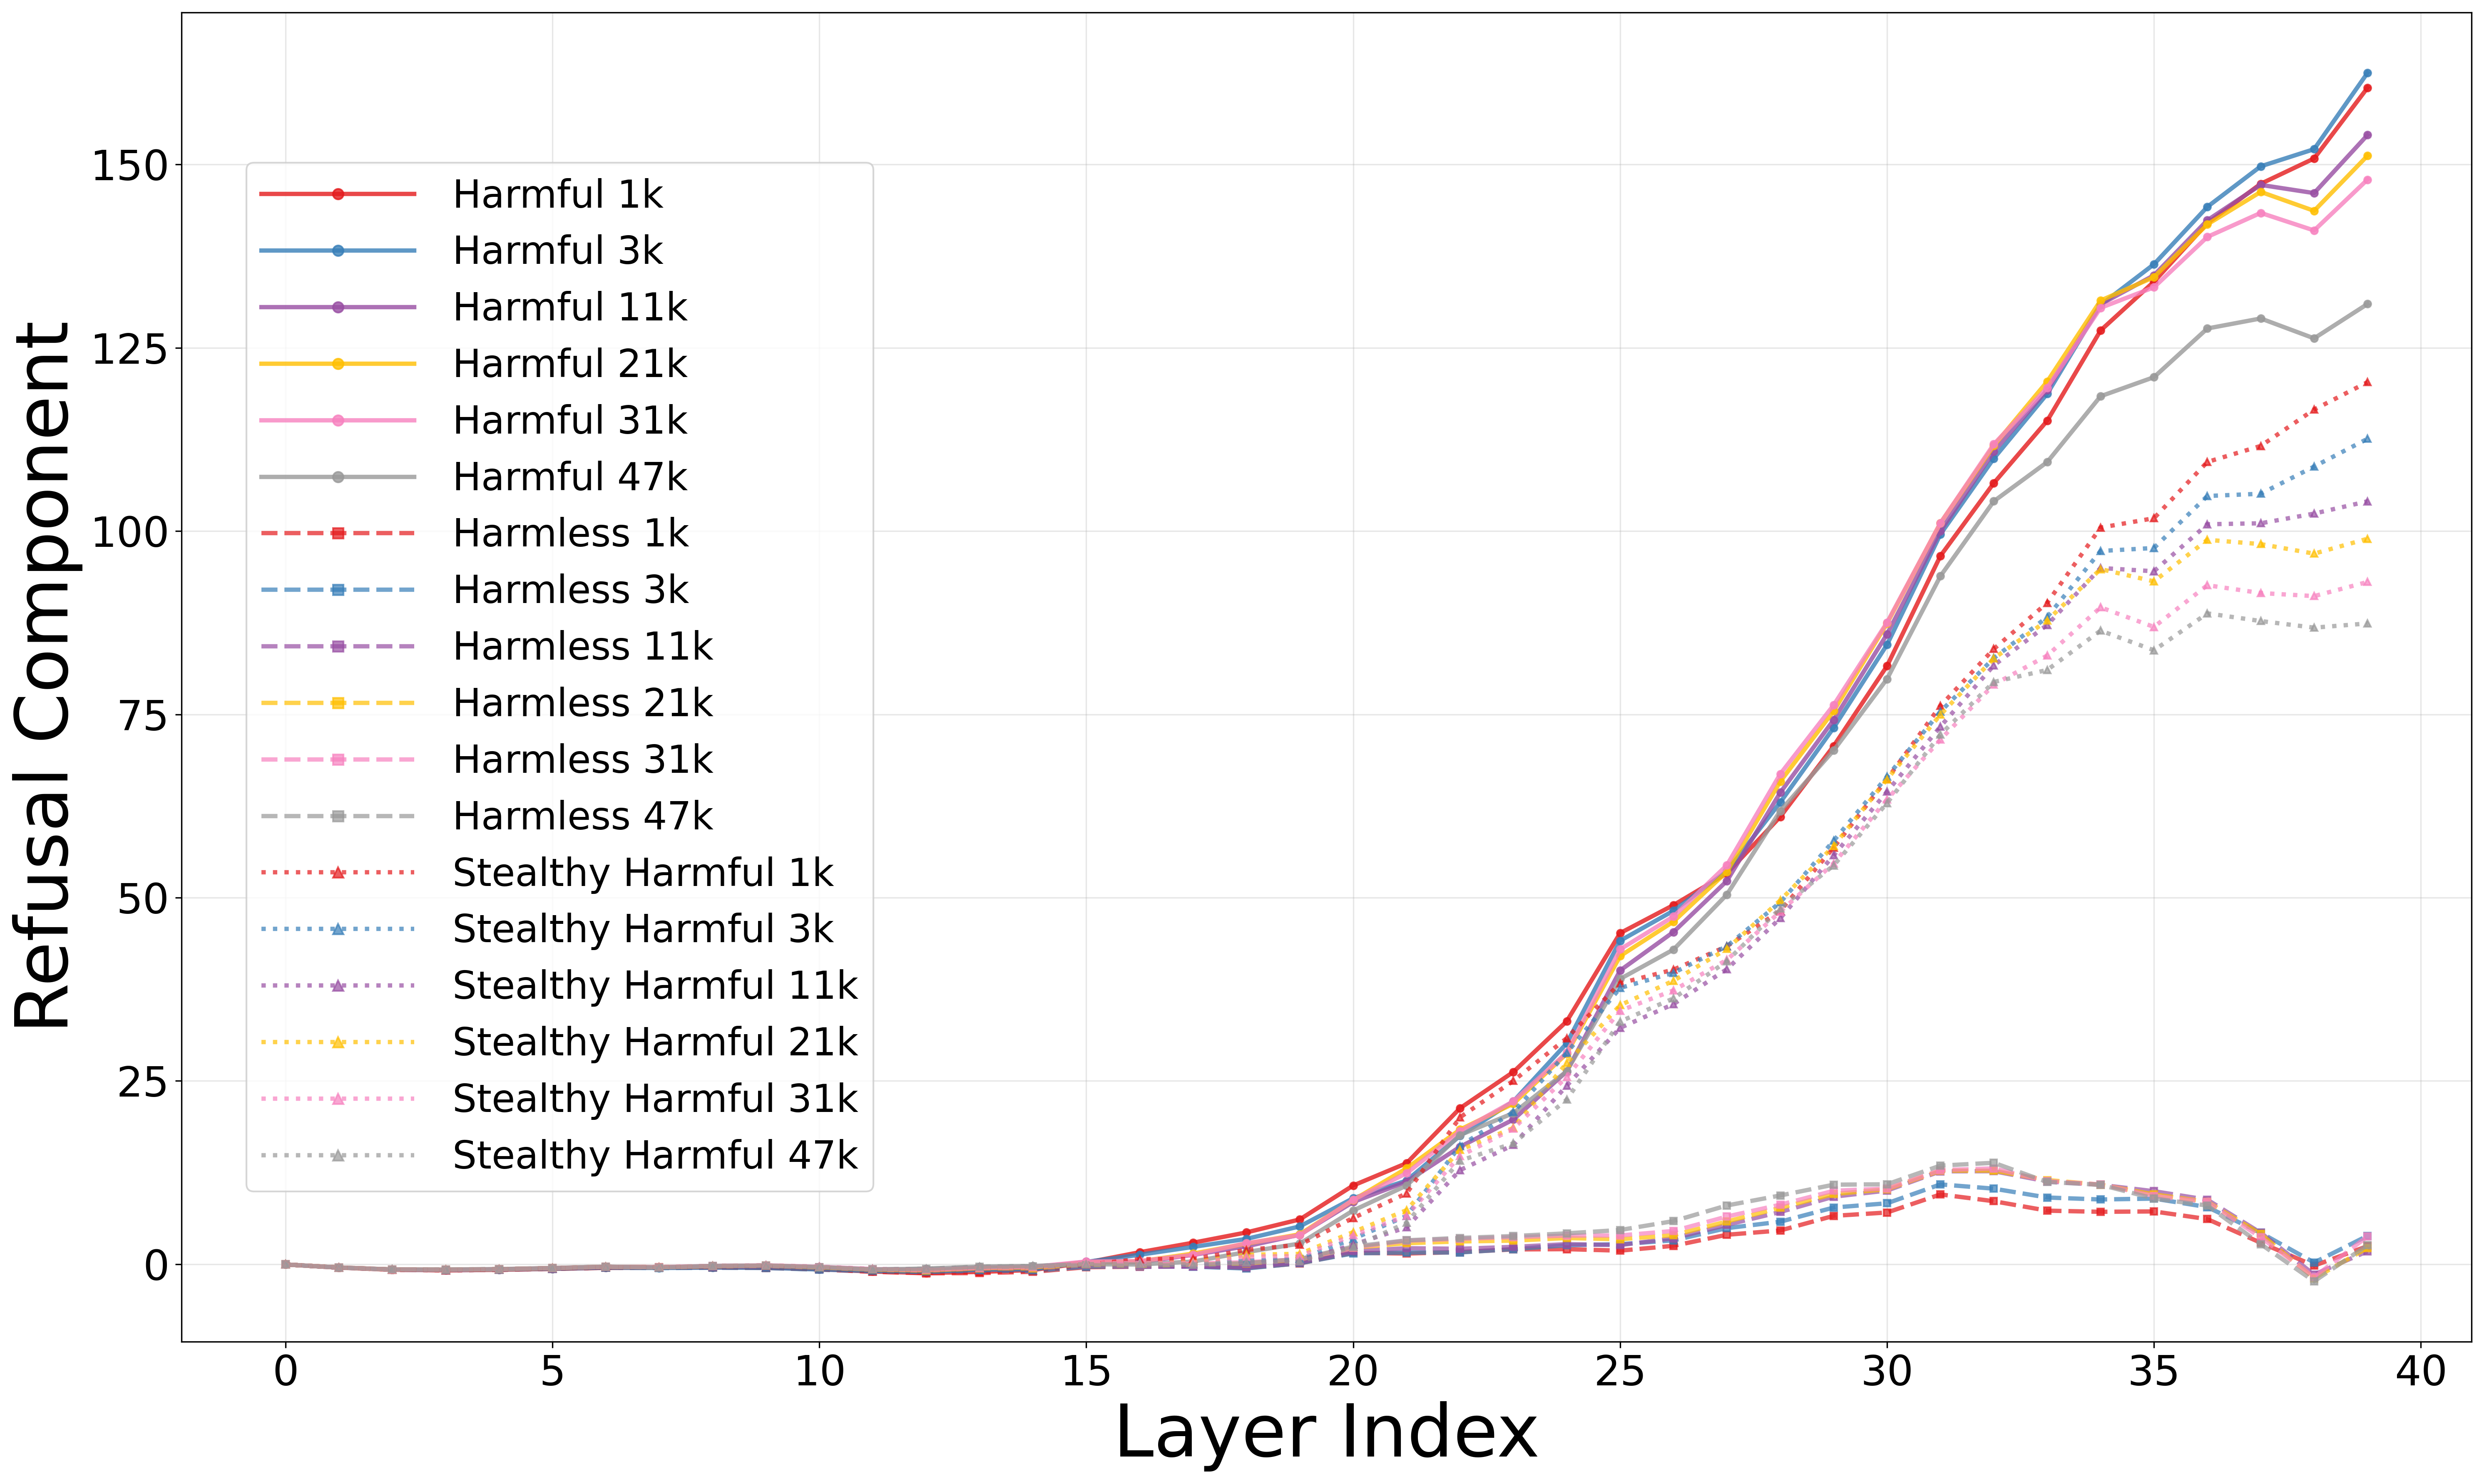 Refusal Component
150
125
100
75
50
25
0
Harmful 1k
Harmful 3k
Harmful 11k
Harmful 21k
Harmful 31k
Harmful 47k
Harmless 1k
Harmless 3k
Harmless 11k
Harmless 21k
Harmless 31k
Harmless 47k
Stealthy Harmful 1k
Stealthy Harmful 3k
Stealthy Harmful 11k
Stealthy Harmful 21k
Stealthy Harmful 31k
Stealthy Harmful 47k
0 5 10 15 20 25 30 35 40
Layer Index